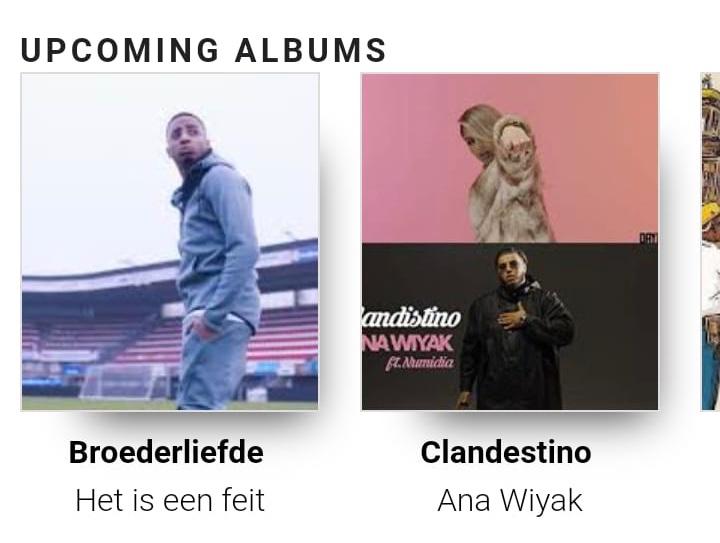 UPCOMING ALBUMS
landistino
NA WIYAK
ft. Numidia
Broederliefde
Clandestino
Het is een feit
Ana Wiyak